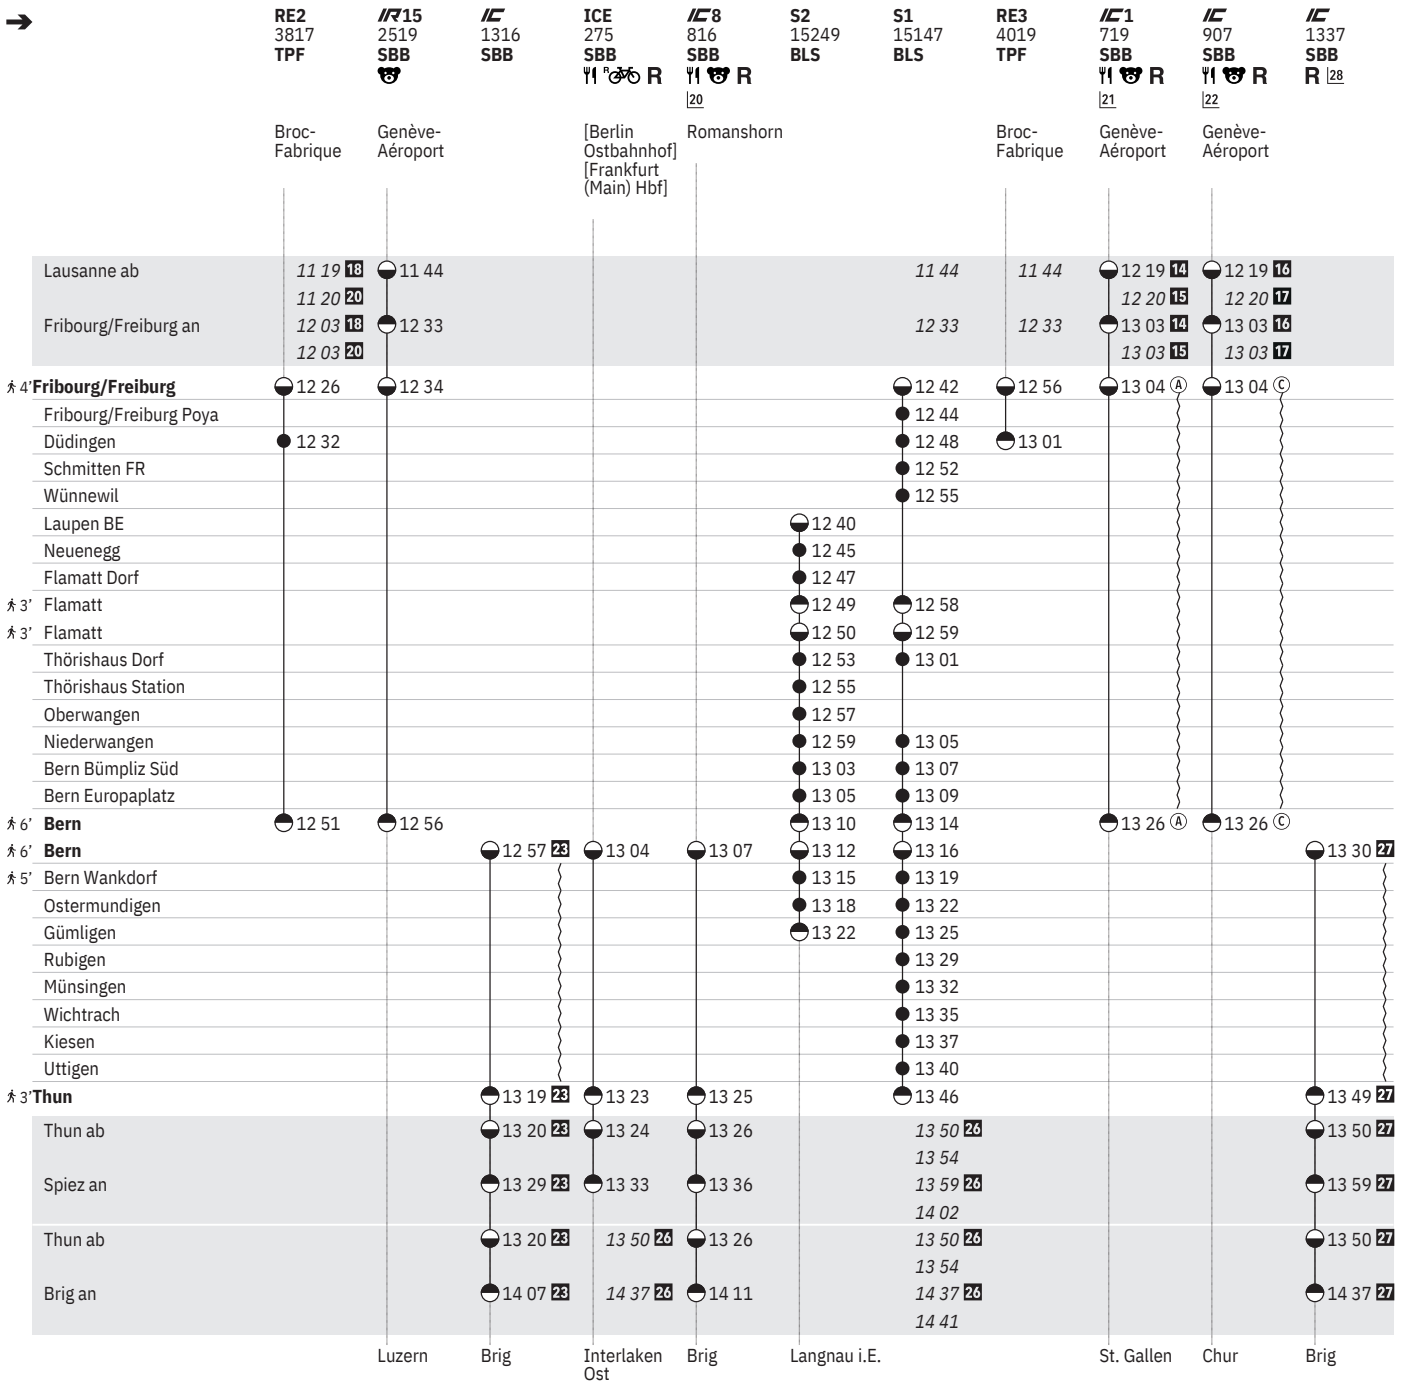 ➔ RE2 IR15 IC ICE IC8 S2 S1 RE3 IC1 IC IC
3817 2519 1316 275 816 15249 15147 4019 719 907 1337
TPF SBB SBB SBB SBB BLS BLS TPF SBB SBB SBB
R R R R R R 28
20 21 22
Broc- Genève- [Berlin Romanshorn Broc- Genève- Genève-
Fabrique Aéroport Ostbahnhof] Fabrique Aéroport Aéroport
[Frankfurt
(Main) Hbf]
Lausanne ab 11 19 18 11 44 11 44 11 44 12 19 14 12 19 16
11 20 20 12 20 15 12 20 17
Fribourg/Freiburg an 12 03 18 12 33 12 33 12 33 13 03 14 13 03 16
12 03 20 13 03 15 13 03 17
4’ Fribourg/Freiburg 12 26 12 34 12 42 12 56 13 04 Ⓐ 13 04 Ⓒ
Fribourg/Freiburg Poya 12 44
Düdingen 12 32 12 48 13 01
Schmitten FR 12 52
Wünnewil 12 55
Laupen BE 12 40
Neuenegg 12 45
Flamatt Dorf 12 47
3’ Flamatt 12 49 12 58
3’ Flamatt 12 50 12 59
Thörishaus Dorf 12 53 13 01
Thörishaus Station 12 55
Oberwangen 12 57
Niederwangen 12 59 13 05
Bern Bümpliz Süd 13 03 13 07
Bern Europaplatz 13 05 13 09
6’ Bern 12 51 12 56 13 10 13 14 13 26 Ⓐ 13 26 Ⓒ
6’ Bern 12 57 23 13 04 13 07 13 12 13 16 13 30 27
5’ Bern Wankdorf 13 15 13 19
Ostermundigen 13 18 13 22
Gümligen 13 22 13 25
Rubigen 13 29
Münsingen 13 32
Wichtrach 13 35
Kiesen 13 37
Uttigen 13 40
3’ Thun 13 19 23 13 23 13 25 13 46 13 49 27
Thun ab 13 20 23 13 24 13 26 13 50 26 13 50 27
13 54
Spiez an 13 29 23 13 33 13 36 13 59 26 13 59 27
14 02
Thun ab 13 20 23 13 50 26 13 26 13 50 26 13 50 27
13 54
Brig an 14 07 23 14 37 26 14 11 14 37 26 14 37 27
14 41
Luzern Brig Interlaken Brig Langnau i.E. St. Gallen Chur Brig
Ost